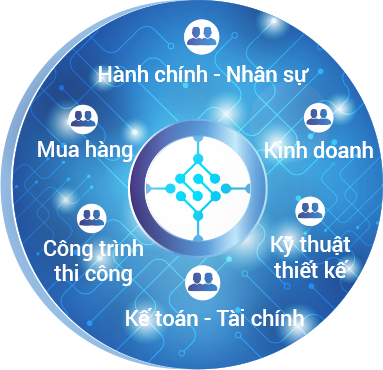 Hành chính - Nhân sự
Mua hàng
Kinh doanh
Công trình
thi công
Kỹ thuật
thiết kế
Kế toán - Tài chính